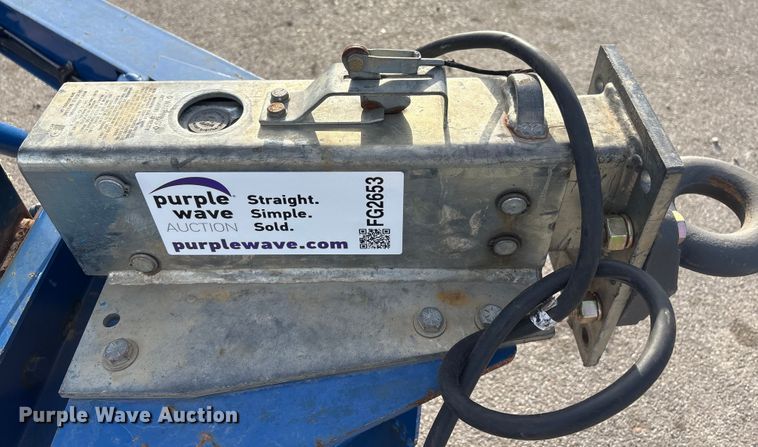 purple
wave
AUCTION
Straight.
Simple.
Sold.
purplewave.com
FG2653
Purple Wave Auction